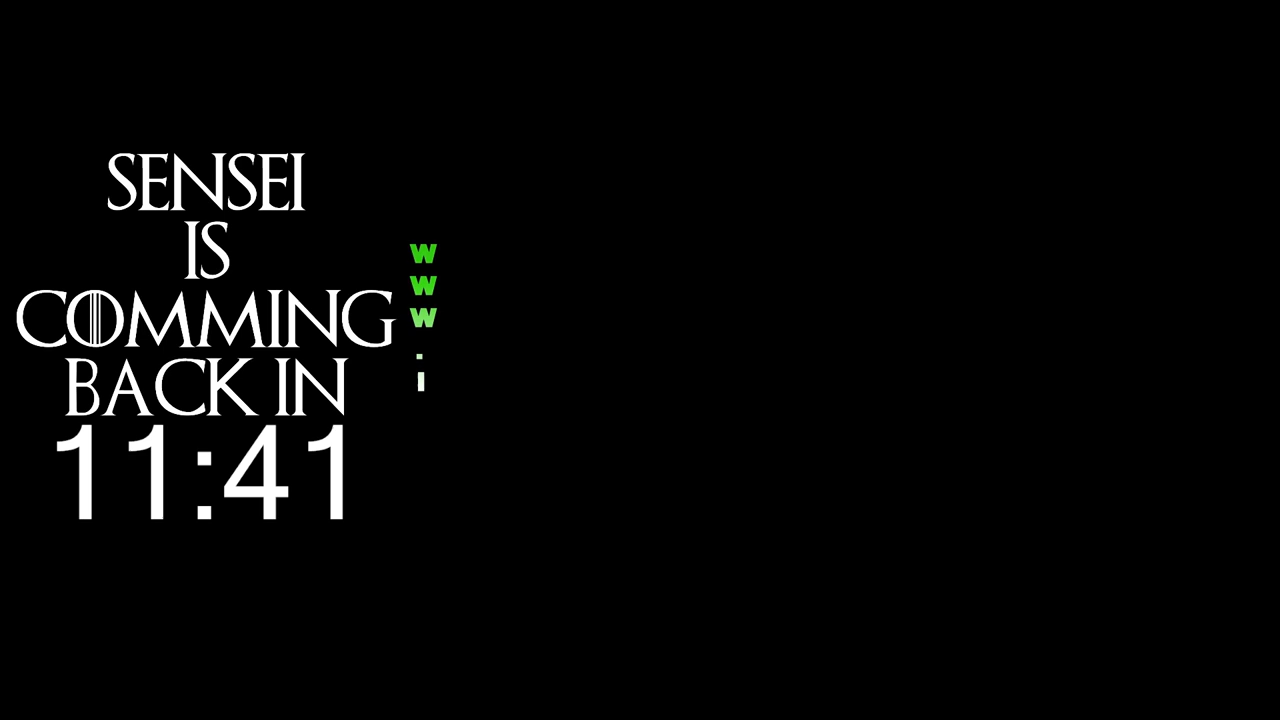 SENSEI
IS
COMMING
BACK IN
11:41
w
w
w
.
i